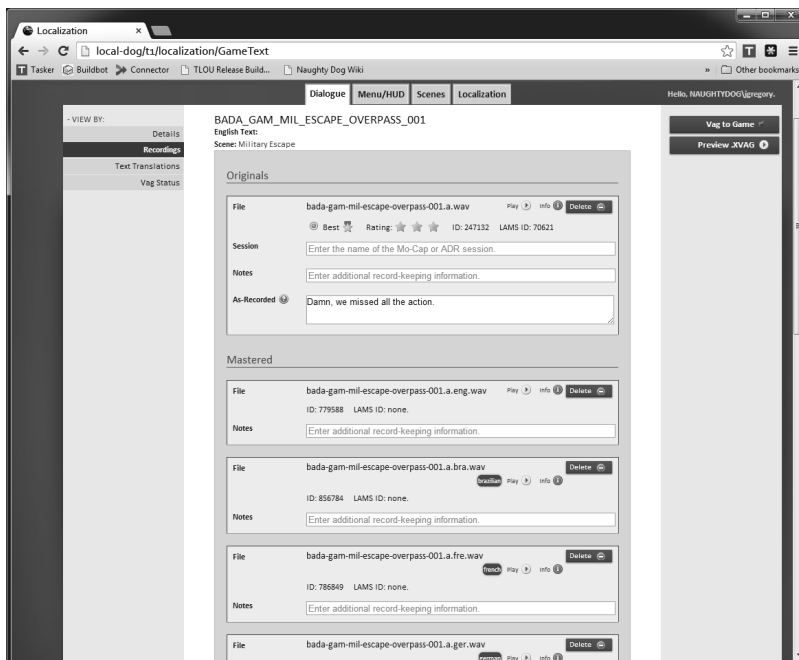 Localization
local-dog/t1/localization/GameText
Tasker Buildbot Connector TLOU Release Build... Naughty Dog Wiki » Other bookmarks
Dialogue Menu/HUD Scenes Localization Hello, NAUGHTYDOG\jgregory.
- VIEW BY:
Details
Recordings
Text Translations
Vag Status
BADA_GAM_MIL_ESCAPE_OVERPASS_001
English Text:
Scene: Military Escape
Vag to Game
Preview .XVAG
Originals
File bada-gam-mil-escape-overpass-001.a.wav Play Info Delete
Best Rating: ID: 247132 LAMS ID: 70621
Session Enter the name of the Mo-Cap or ADR session.
Notes Enter additional record-keeping information.
As-Recorded Damn, we missed all the action.
Mastered
File bada-gam-mil-escape-overpass-001.a.eng.wav Play Info Delete
ID: 779588 LAMS ID: none.
Notes Enter additional record-keeping information.
File bada-gam-mil-escape-overpass-001.a.bra.wav Delete
brazilian Play Info
ID: 856784 LAMS ID: none.
Notes Enter additional record-keeping information.
File bada-gam-mil-escape-overpass-001.a.fre.wav Delete
french Play Info
ID: 786849 LAMS ID: none.
Notes Enter additional record-keeping information.
File bada-gam-mil-escape-overpass-001.a.ger.wav Delete
german Play Info